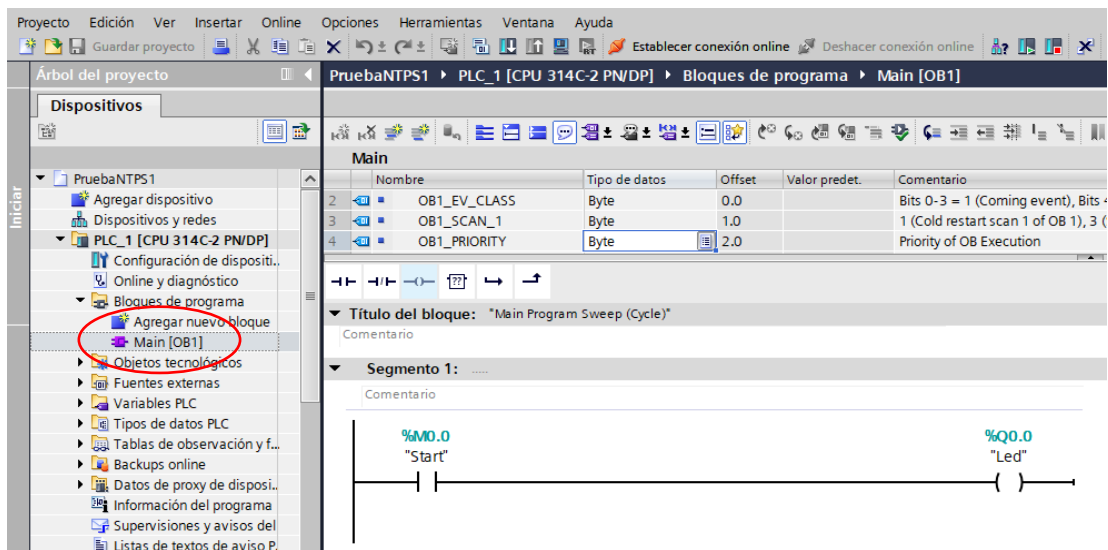 Proyecto Edición Ver Insertar Online Opciones Herramientas Ventana Ayuda
Guardar proyecto Establecer conexión online Deshacer conexión online
Árbol del proyecto
PruebaNTPS1 PLC_1 [CPU 314C-2 PN/DP] Bloques de programa Main [OB1]
Dispositivos
Iniciar
PruebaNTPS1
Agregar dispositivo
Dispositivos y redes
PLC_1 [CPU 314C-2 PN/DP]
Configuración de dispositi..
Online y diagnóstico
Bloques de programa
Agregar nuevo bloque
Main [OB1]
Objetos tecnológicos
Fuentes externas
Variables PLC
Tipos de datos PLC
Tablas de observación y f...
Backups online
Datos de proxy de disposi..
Información del programa
Supervisiones y avisos del
Listas de textos de aviso P.
Main
Nombre Tipo de datos Offset Valor predet. Comentario
2 OB1_EV_CLASS Byte 0.0 Bits 0-3 = 1 (Coming event), Bits 4
3 OB1_SCAN_1 Byte 1.0 1 (Cold restart scan 1 of OB 1), 3 (
4 OB1_PRIORITY Byte 2.0 Priority of OB Execution
??
Título del bloque: "Main Program Sweep (Cycle)"
Comentario
Segmento 1: .....
Comentario
%M0.0 %Q0.0
"Start" "Led"